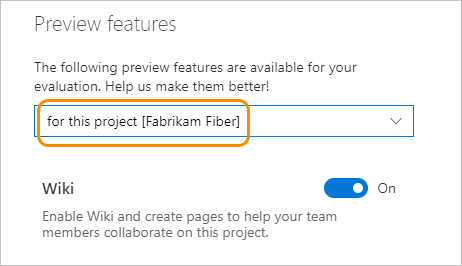 Preview features
The following preview features are available for your
evaluation. Help us make them better!
for this project [Fabrikam Fiber]
Wiki
On
Enable Wiki and create pages to help your team
members collaborate on this project.